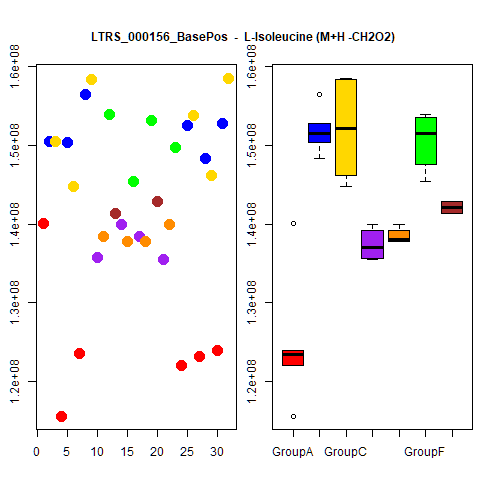 LTRS_000156_BasePos - L-Isoleucine (M+H -CH2O2)
1.6e+08
1.5e+08
1.4e+08
1.3e+08
1.2e+08
0 5 10 15 20 25 30
1.6e+08
1.5e+08
1.4e+08
1.3e+08
1.2e+08
GroupA GroupC GroupF